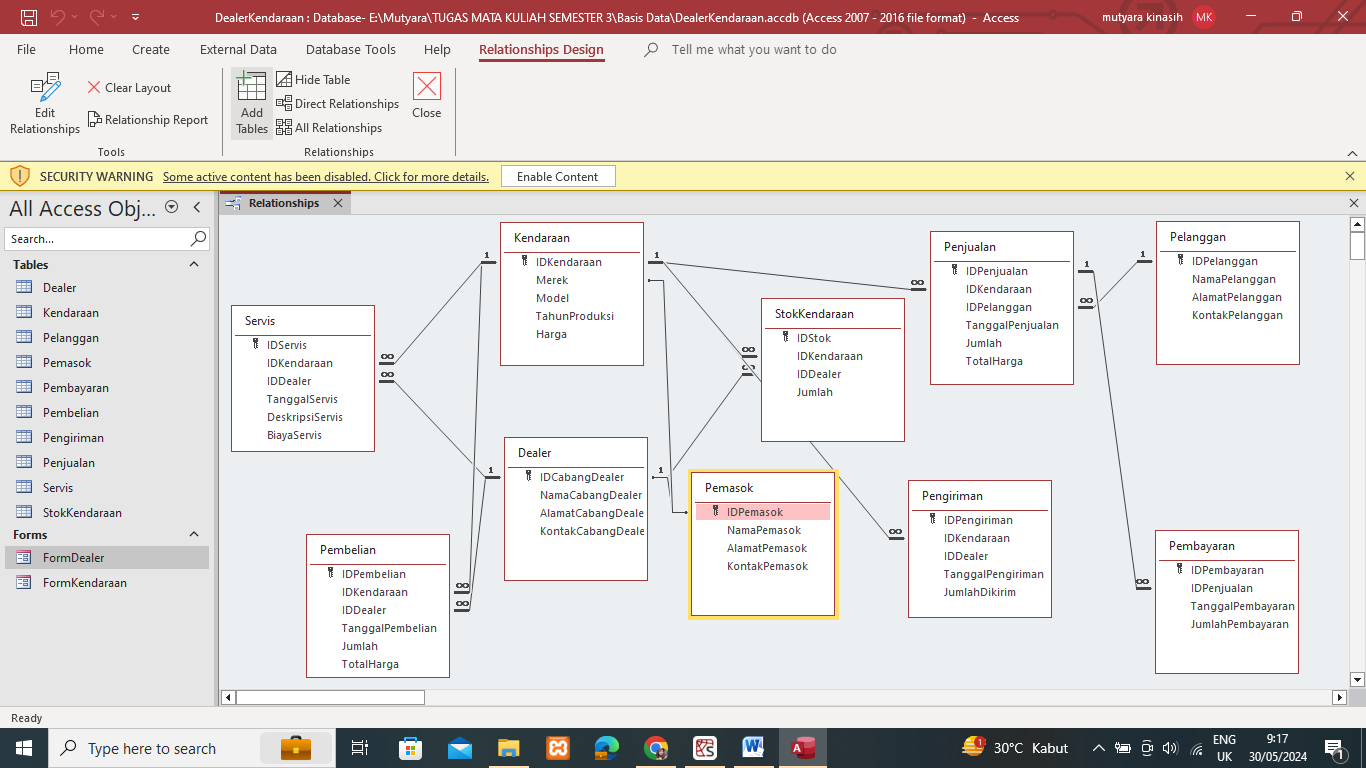 DealerKendaraan : Database- E:\Mutyara\TUGAS MATA KULIAH SEMESTER 3\Basis Data\DealerKendaraan.accdb (Access 2007 - 2016 file format) - Access
mutyara kinasih
MK
File Home Create External Data Database Tools Help Relationships Design Tell me what you want to do
Edit Relationships
Clear Layout
Relationship Report
Tools
Add Tables
Hide Table
Direct Relationships
All Relationships
Close
Relationships
SECURITY WARNING Some active content has been disabled. Click for more details. Enable Content
All Access Obj...
Search...
Tables
Dealer
Kendaraan
Pelanggan
Pemasok
Pembayaran
Pembelian
Pengiriman
Penjualan
Servis
StokKendaraan
Forms
FormDealer
FormKendaraan
Relationships
Servis
IDServis
IDKendaraan
IDDealer
TanggalServis
DeskripsiServis
BiayaServis
∞
∞
Pembelian
IDPembelian
IDKendaraan
IDDealer
TanggalPembelian
Jumlah
TotalHarga
∞
∞
1
Kendaraan
IDKendaraan
Merek
Model
TahunProduksi
Harga
1
1
Dealer
IDCabangDealer
NamaCabangDealer
AlamatCabangDeale
KontakCabangDeale
1
Pemasok
IDPemasok
NamaPemasok
AlamatPemasok
KontakPemasok
∞
∞
StokKendaraan
IDStok
IDKendaraan
IDDealer
Jumlah
∞
Penjualan
IDPenjualan
IDKendaraan
IDPelanggan
TanggalPenjualan
Jumlah
TotalHarga
1
∞
∞
Pengiriman
IDPengiriman
IDKendaraan
IDDealer
TanggalPengiriman
JumlahDikirim
1
Pelanggan
IDPelanggan
NamaPelanggan
AlamatPelanggan
KontakPelanggan
∞
Pembayaran
IDPembayaran
IDPenjualan
TanggalPembayaran
JumlahPembayaran
Ready
Type here to search
30°C Kabut
ENG
UK
9:17
30/05/2024
1